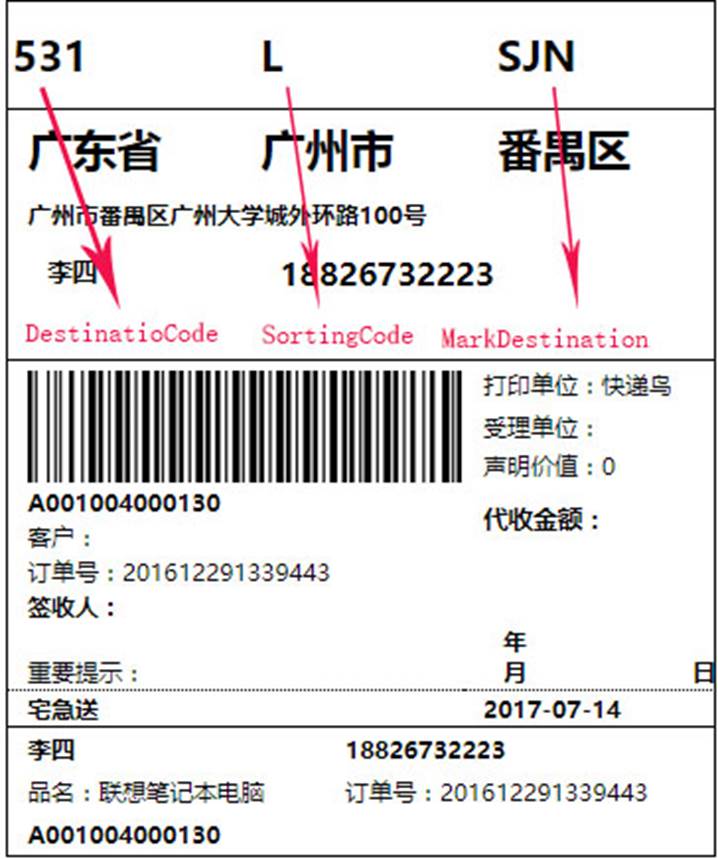 531 L SJN
广东省 广州市 番禺区
广州市番禺区广州大学城外环路100号
李四 18826732223
DestinatioCode SortingCode MarkDestination
打印单位：快递鸟
受理单位：
声明价值：0
A001004000130
代收金额：
客户：
订单号：201612291339443
签收人：
年
重要提示： 月 日
宅急送 2017-07-14
李四 18826732223
品名：联想笔记本电脑 订单号：201612291339443
A001004000130